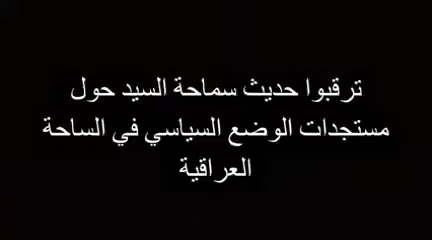 ترقبوا حديث سماحة السيد حول
مستجدات الوضع السياسي في الساحة
العراقية